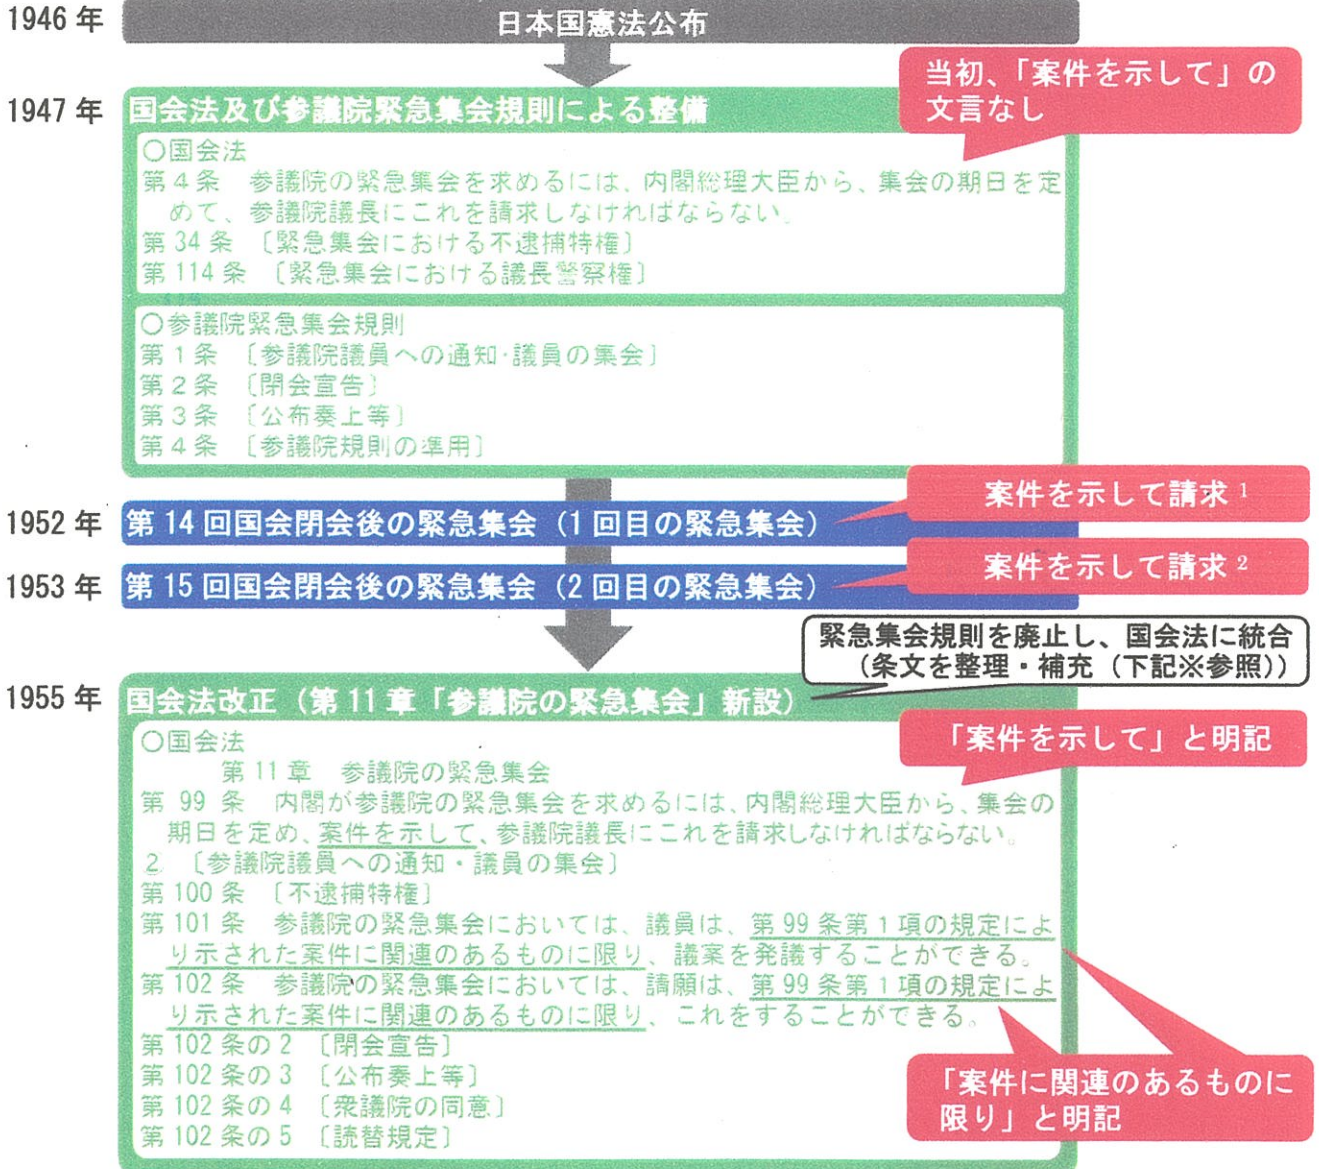 1946 年
日本国憲法公布
当初、「案件を示して」の
文言なし
1947 年
国会法及び参議院緊急集会規則による整備
〇国会法
第4条　参議院の緊急集会を求めるには、内閣総理大臣から、集会の期日を定
めて、参議院議長にこれを請求しなければならない。
第 34 条　〔緊急集会における不逮捕特権〕
第 114 条　〔緊急集会における議長警察権〕
〇参議院緊急集会規則
第1条　〔参議院議員への通知・議員の集会〕
第2条　〔閉会宣告〕
第3条　〔公布奏上等〕
第4条　〔参議院規則の準用〕
案件を示して請求 1
1952 年
第 14 回国会閉会後の緊急集会（1 回目の緊急集会）
案件を示して請求 2
1953 年
第 15 回国会閉会後の緊急集会（2 回目の緊急集会）
緊急集会規則を廃止し、国会法に統合
（条文を整理・補充（下記※参照））
1955 年
国会法改正（第 11 章「参議院の緊急集会」新設）
「案件を示して」と明記
〇国会法
第 11 章　参議院の緊急集会
第 99 条　内閣が参議院の緊急集会を求めるには、内閣総理大臣から、集会の
期日を定め、案件を示して、参議院議長にこれを請求しなければならない。
2　〔参議院議員への通知・議員の集会〕
第 100 条　〔不逮捕特権〕
第 101 条　参議院の緊急集会においては、議員は、第 99 条第 1 項の規定によ
り示された案件に関連のあるものに限り、議案を発議することができる。
第 102 条　参議院の緊急集会においては、請願は、第 99 条第 1 項の規定によ
り示された案件に関連のあるものに限り、これをすることができる。
第 102 条の 2　〔閉会宣告〕
第 102 条の 3　〔公布奏上等〕
第 102 条の 4　〔衆議院の同意〕
第 102 条の 5　〔読替規定〕
「案件に関連のあるものに
限り」と明記